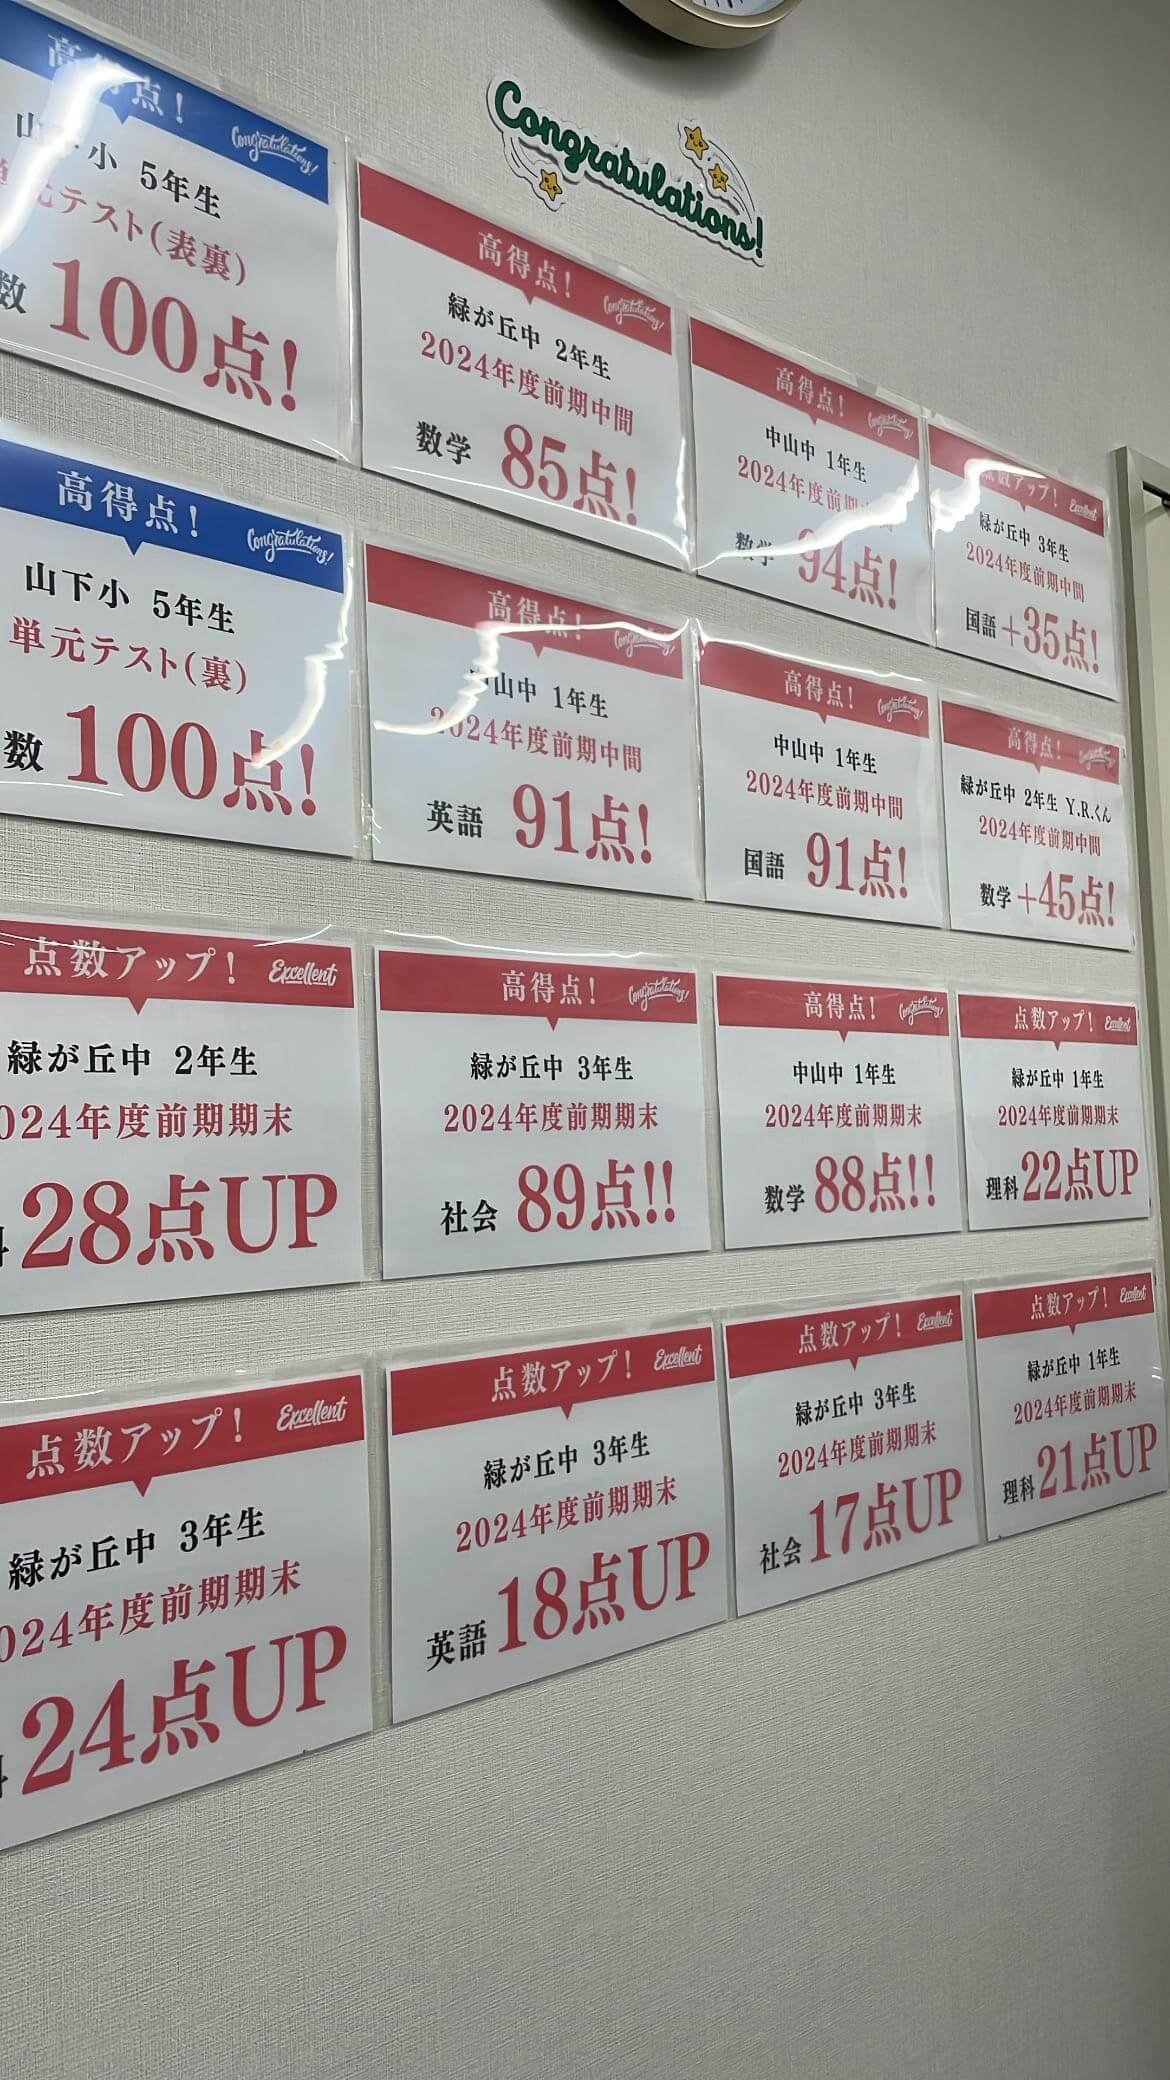 Congratulations!
高得点!
Congratulations!
山下小 5年生
単元テスト(表裏)
数 100点!
高得点!
Congratulations!
緑が丘中 2年生
2024年度前期中間
数学 85点!
高得点!
Congratulations!
中山中 1年生
2024年度前期中間
数学 94点!
点数アップ!
Excellent
緑が丘中 3年生
2024年度前期中間
国語 +35点!
高得点!
Congratulations!
山下小 5年生
単元テスト(裏)
数 100点!
高得点!
Congratulations!
中山中 1年生
2024年度前期中間
英語 91点!
高得点!
Congratulations!
中山中 1年生
2024年度前期中間
国語 91点!
高得点!
Congratulations!
緑が丘中 2年生 Y.R.くん
2024年度前期中間
数学 +45点!
点数アップ!
Excellent
緑が丘中 2年生
024年度前期期末
28点UP
高得点!
Congratulations!
緑が丘中 3年生
2024年度前期期末
社会 89点!!
高得点!
Congratulations!
中山中 1年生
2024年度前期期末
数学 88点!!
点数アップ!
Excellent
緑が丘中 1年生
2024年度前期期末
理科 22点UP
点数アップ!
Excellent
緑が丘中 3年生
024年度前期期末
24点UP
点数アップ!
Excellent
緑が丘中 3年生
2024年度前期期末
英語 18点UP
点数アップ!
Excellent
緑が丘中 3年生
2024年度前期期末
社会 17点UP
点数アップ!
Excellent
緑が丘中 1年生
2024年度前期期末
理科 21点UP